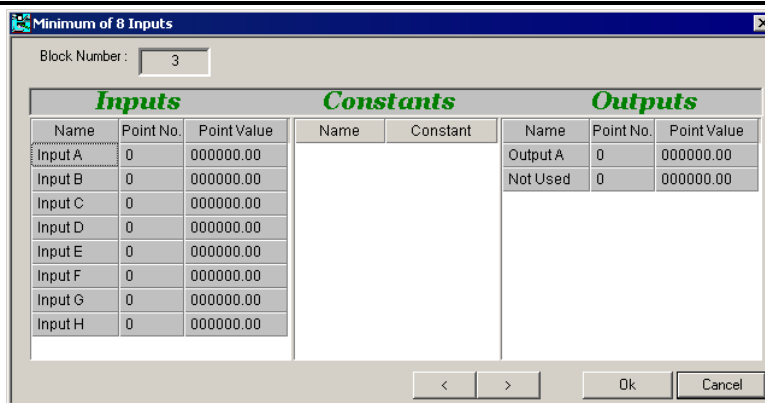 Minimum of 8 Inputs
Block Number : 3
Inputs Constants Outputs
Name Point No. Point Value Name Constant Name Point No. Point Value
Input A 0 000000.00 Output A 0 000000.00
Input B 0 000000.00 Not Used 0 000000.00
Input C 0 000000.00
Input D 0 000000.00
Input E 0 000000.00
Input F 0 000000.00
Input G 0 000000.00
Input H 0 000000.00
< > Ok Cancel